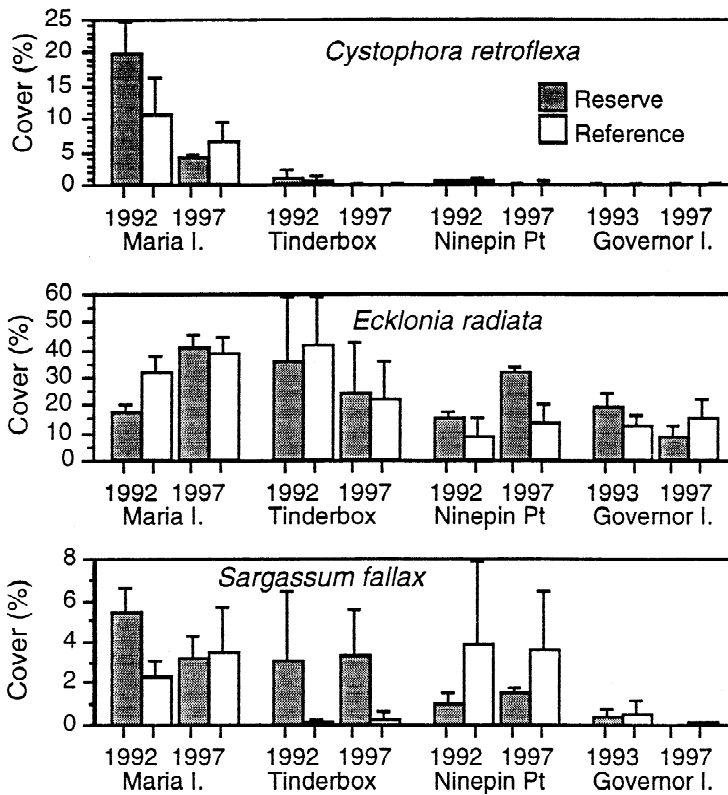 Cystophora retroflexa
Cover (%)
25
20
15
10
5
0
Reserve
Reference
1992 1997 1992 1997 1992 1997 1993 1997
Maria I. Tinderbox Ninepin Pt Governor I.
Ecklonia radiata
Cover (%)
60
50
40
30
20
10
0
1992 1997 1992 1997 1992 1997 1993 1997
Maria I. Tinderbox Ninepin Pt Governor I.
Sargassum fallax
Cover (%)
8
6
4
2
0
1992 1997 1992 1997 1992 1997 1993 1997
Maria I. Tinderbox Ninepin Pt Governor I.